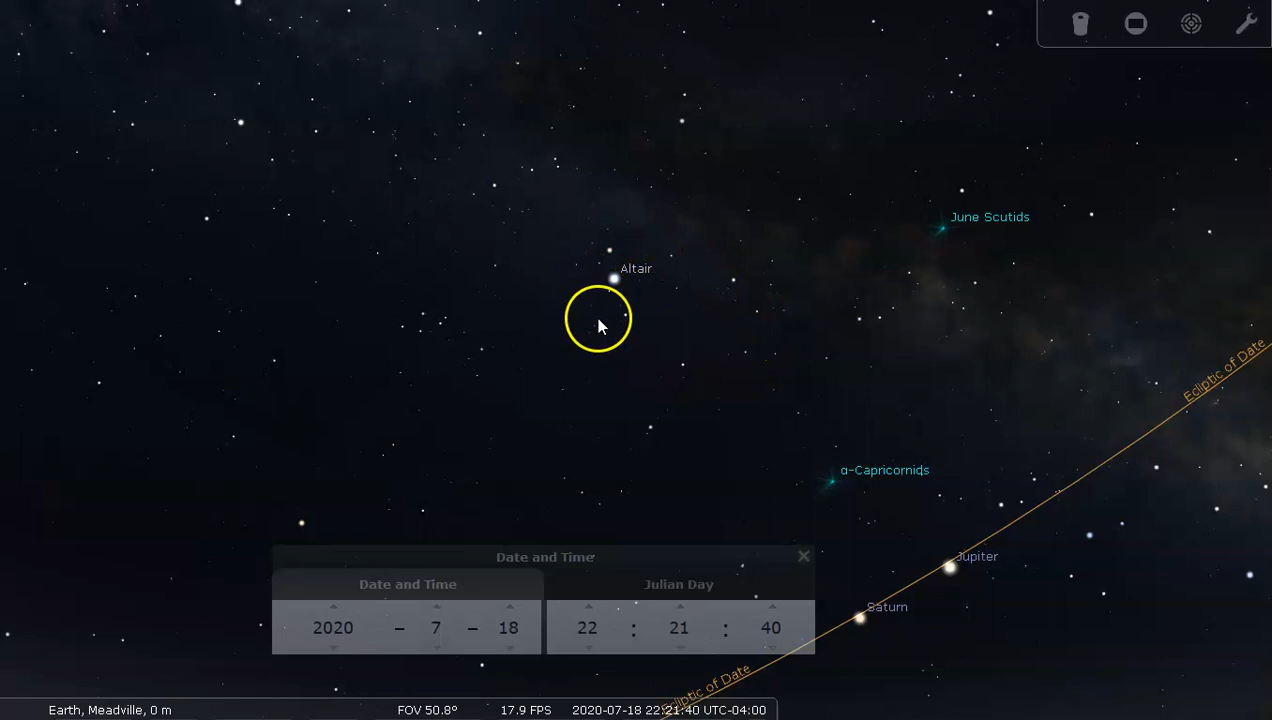 June Scutids
Altair
Ecliptic of Date
α-Capricornids
Jupiter
Date and Time
Date and Time Julian Day
Saturn
2020 – 7 – 18 22 : 21 : 40
Ecliptic of Date
Earth, Meadville, 0 m FOV 50.8° 17.9 FPS 2020-07-18 22:21:40 UTC-04:00